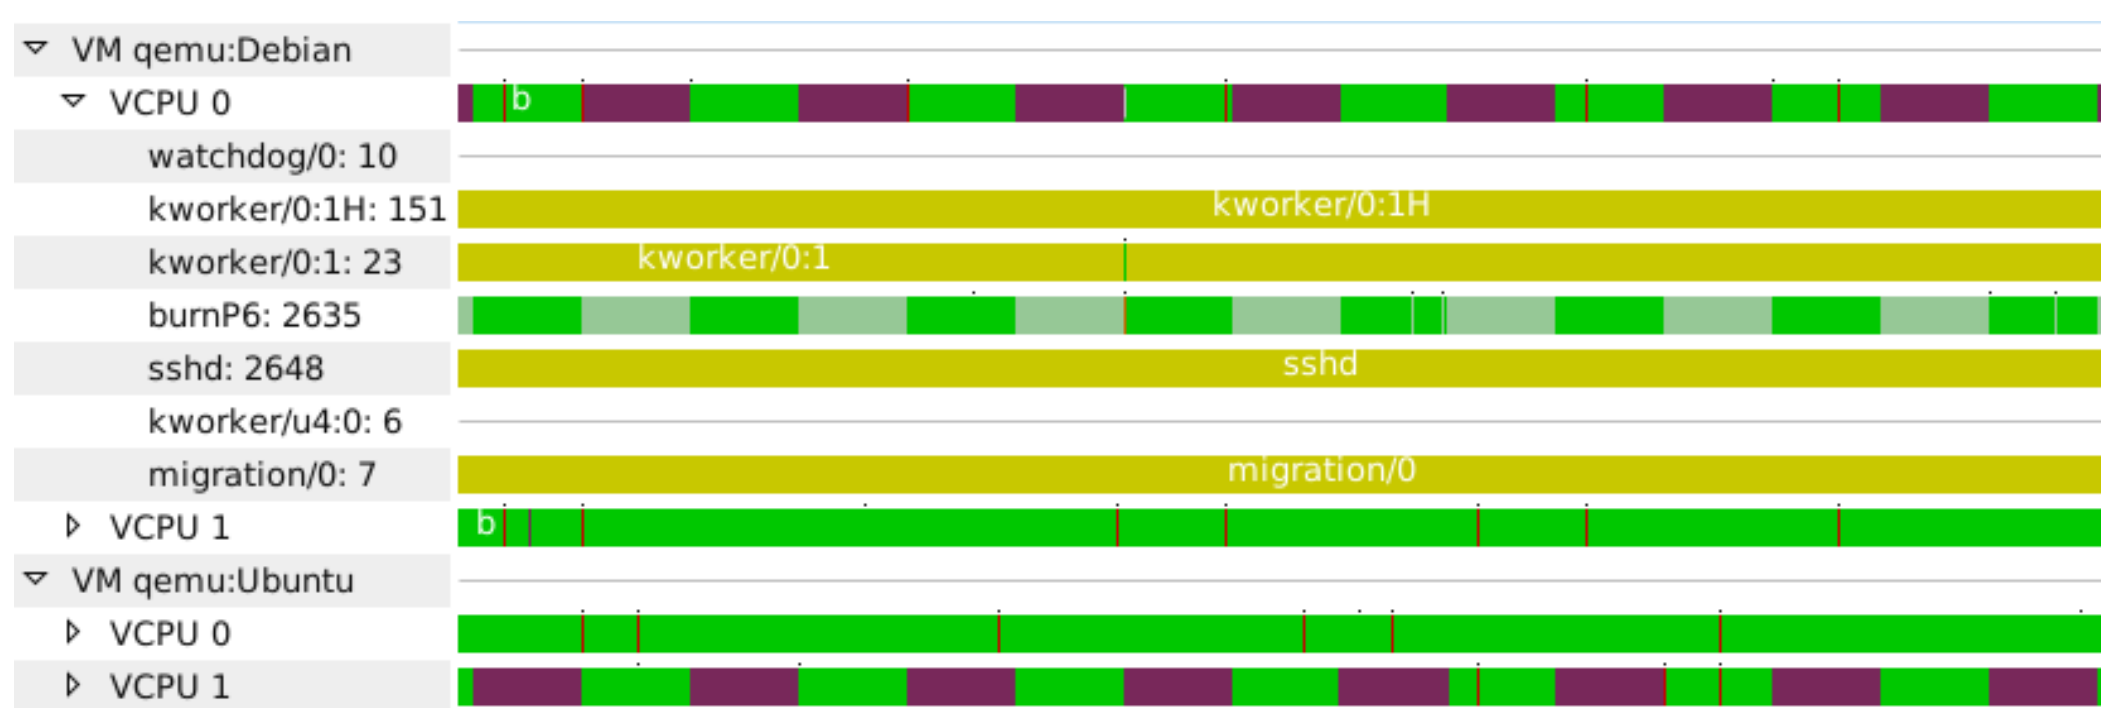 VM qemu:Debian
VCPU 0
b
watchdog/0: 10
kworker/0:1H: 151
kworker/0:1H
kworker/0:1: 23
kworker/0:1
burnP6: 2635
sshd: 2648
sshd
kworker/u4:0: 6
migration/0: 7
migration/0
VCPU 1
b
VM qemu:Ubuntu
VCPU 0
VCPU 1